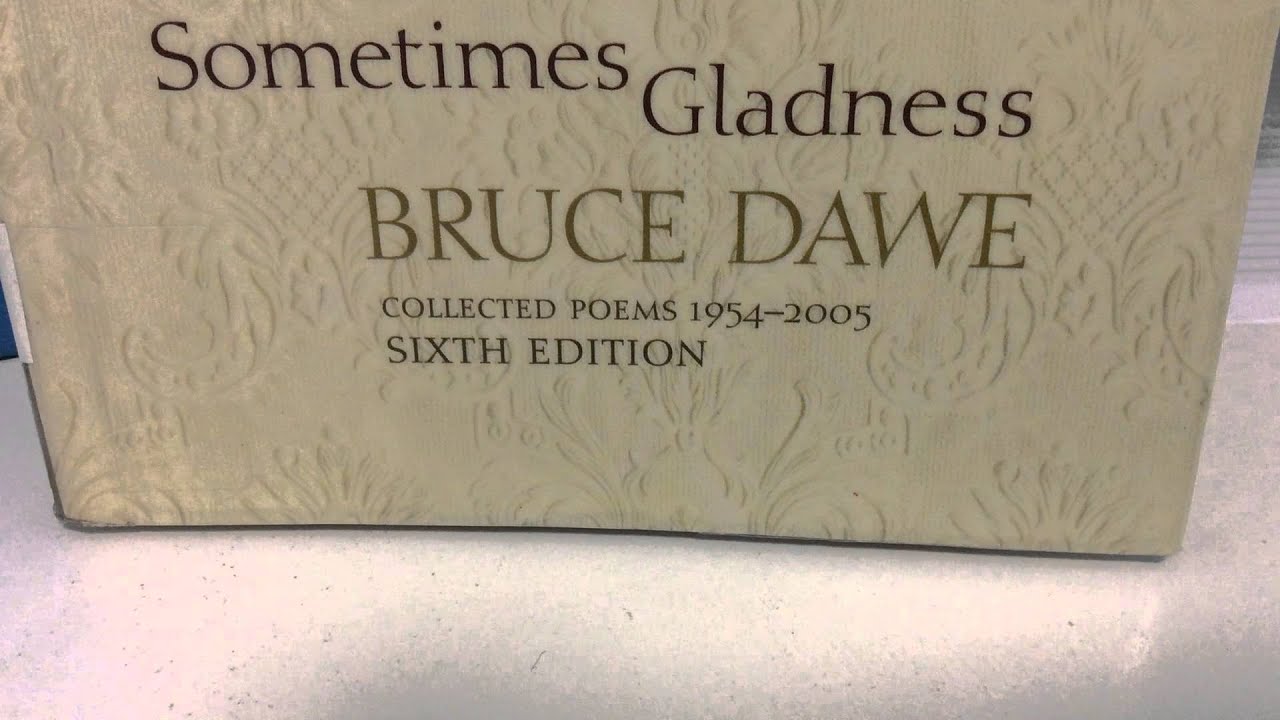 Sometimes
Gladness
BRUCE DAWE
COLLECTED POEMS 1954–2005
SIXTH EDITION